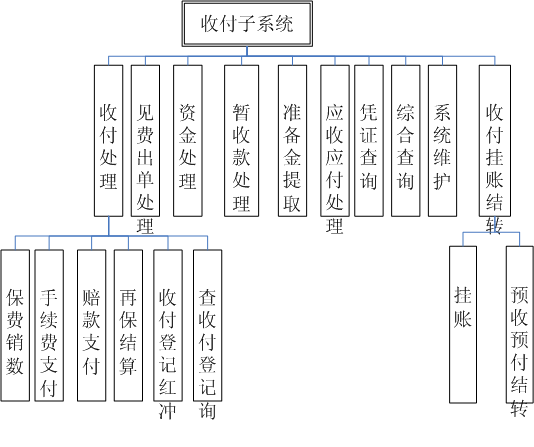 收付子系统
收付处理
见费出单处理
资金处理
暂收款处理
准备金提取
应收应付处理
凭证查询
综合查询
系统维护
收付挂账结转
保费销数
手续费支付
赔款支付
再保结算
收付登记红冲
查收付登记询
挂账
预收预付结转